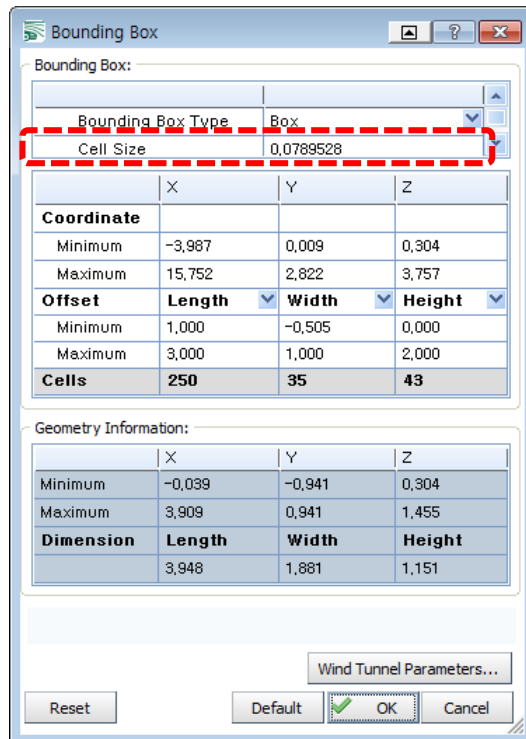 Bounding Box ?
Bounding Box:
Bounding Box Type Box
Cell Size 0,0789528
X Y Z
Coordinate
Minimum -3,987 0,009 0,304
Maximum 15,752 2,822 3,757
Offset Length Width Height
Minimum 1,000 -0,505 0,000
Maximum 3,000 1,000 2,000
Cells 250 35 43
Geometry Information:
X Y Z
Minimum -0,039 -0,941 0,304
Maximum 3,909 0,941 1,455
Dimension Length Width Height
3,948 1,881 1,151
Wind Tunnel Parameters...
Reset Default OK Cancel